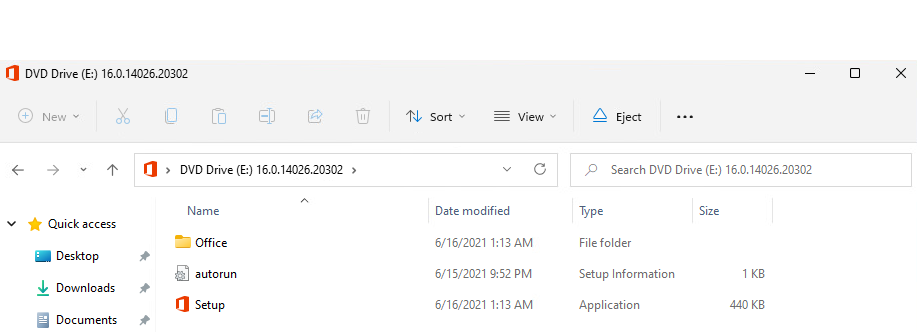 DVD Drive (E:) 16.0.14026.20302
New Sort View Eject
DVD Drive (E:) 16.0.14026.20302 Search DVD Drive (E:) 16.0.14026.20302
Name Date modified Type Size
Quick access
Office 6/16/2021 1:13 AM File folder
Desktop
autorun 6/15/2021 9:52 PM Setup Information 1 KB
Downloads
Setup 6/16/2021 1:13 AM Application 440 KB
Documents